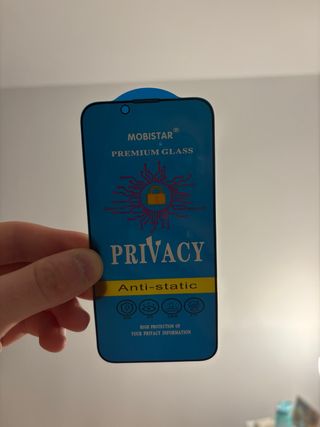 MOBISTAR®
PREMIUM GLASS
PRIVACY
Anti-static
HIGH PROTECTION OF
YOUR PRIVACY INFORMATION